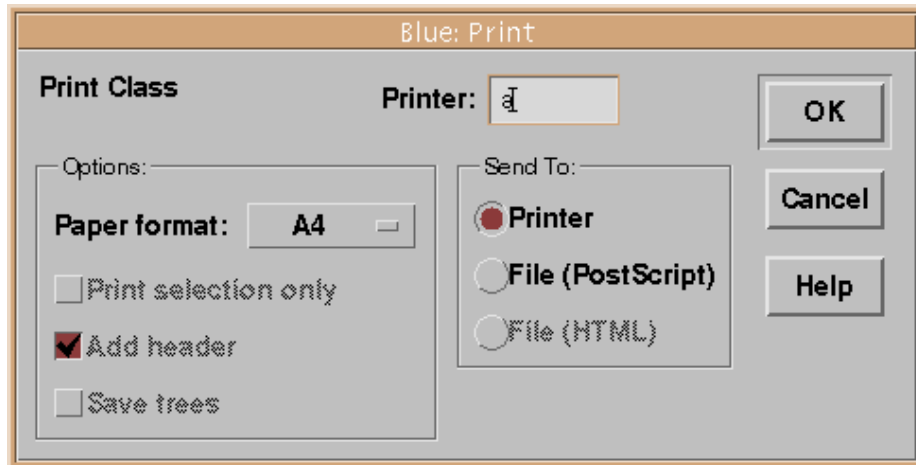 Blue: Print
Print Class
Printer: a
OK
Options:
Paper format: A4
Print selection only
Add header
Save trees
Send To:
Printer
File (PostScript)
File (HTML)
Cancel
Help